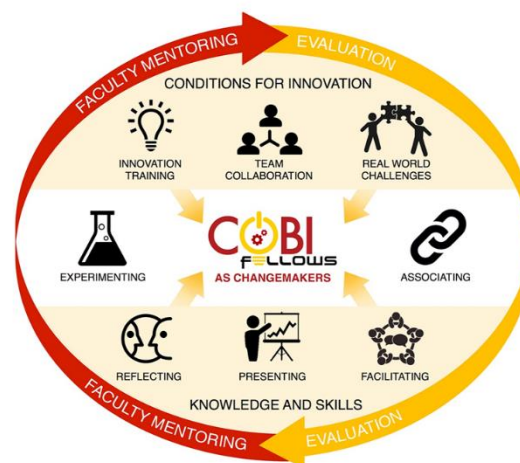 FACULTY MENTORING
EVALUATION
CONDITIONS FOR INNOVATION
INNOVATION
TRAINING
TEAM
COLLABORATION
REAL WORLD
CHALLENGES
EXPERIMENTING
COBI
FELLOWS
AS CHANGEMAKERS
ASSOCIATING
REFLECTING
PRESENTING
FACILITATING
KNOWLEDGE AND SKILLS
FACULTY MENTORING
EVALUATION